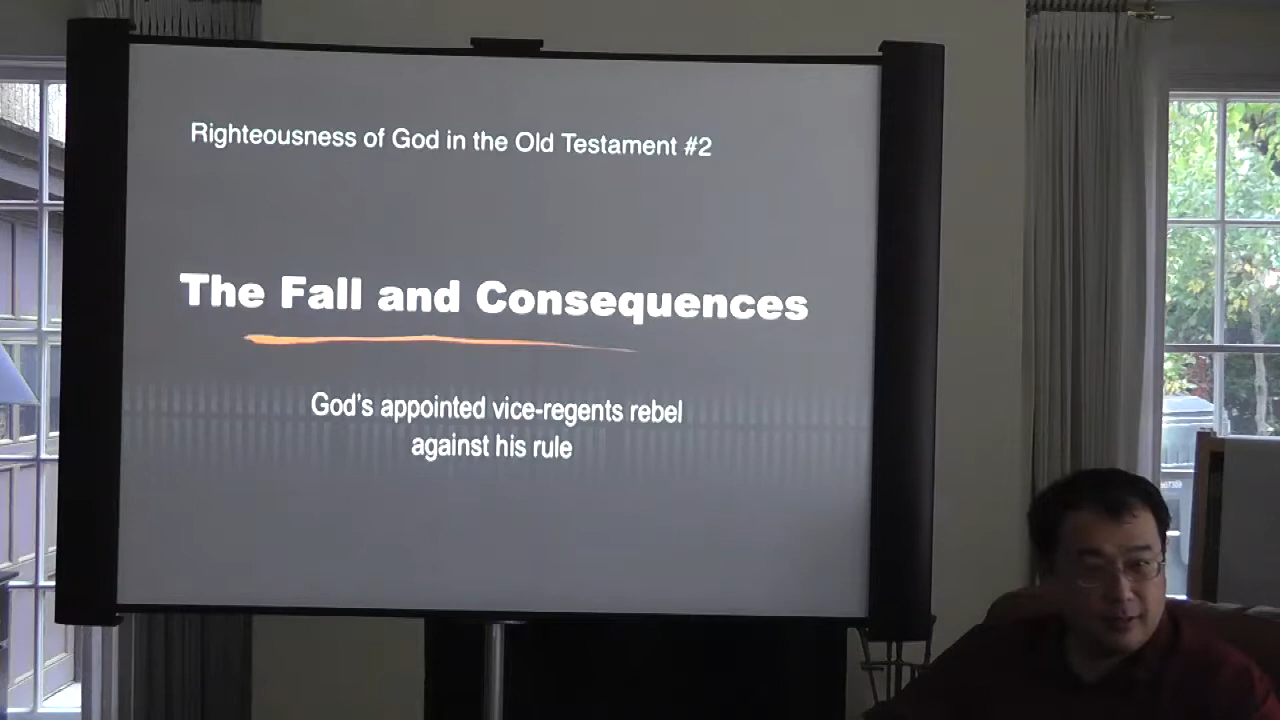 Righteousness of God in the Old Testament #2
The Fall and Consequences
God's appointed vice-regents rebel
against his rule